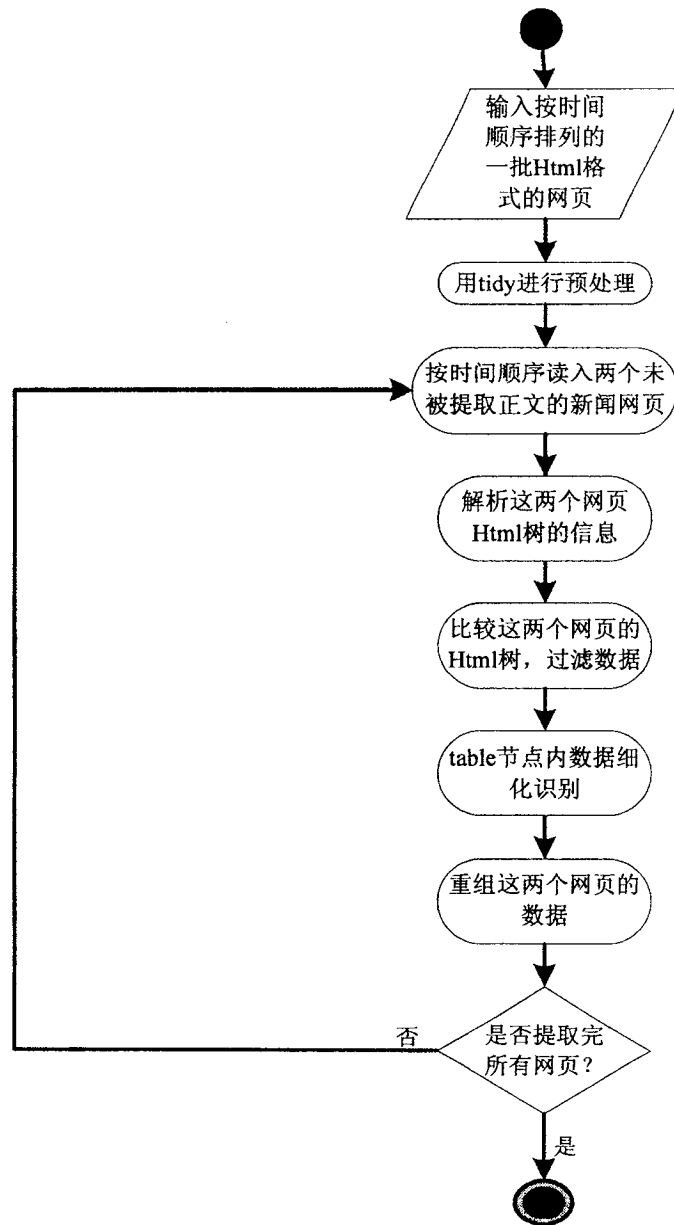 输入按时间
顺序排列的
一批Html格
式的网页
用tidy进行预处理
按时间顺序读入两个未
被提取正文的新闻网页
解析这两个网页
Html树的信息
比较这两个网页的
Html树，过滤数据
table节点内数据细
化识别
重组这两个网页的
数据
否
是否提取完
所有网页？
是